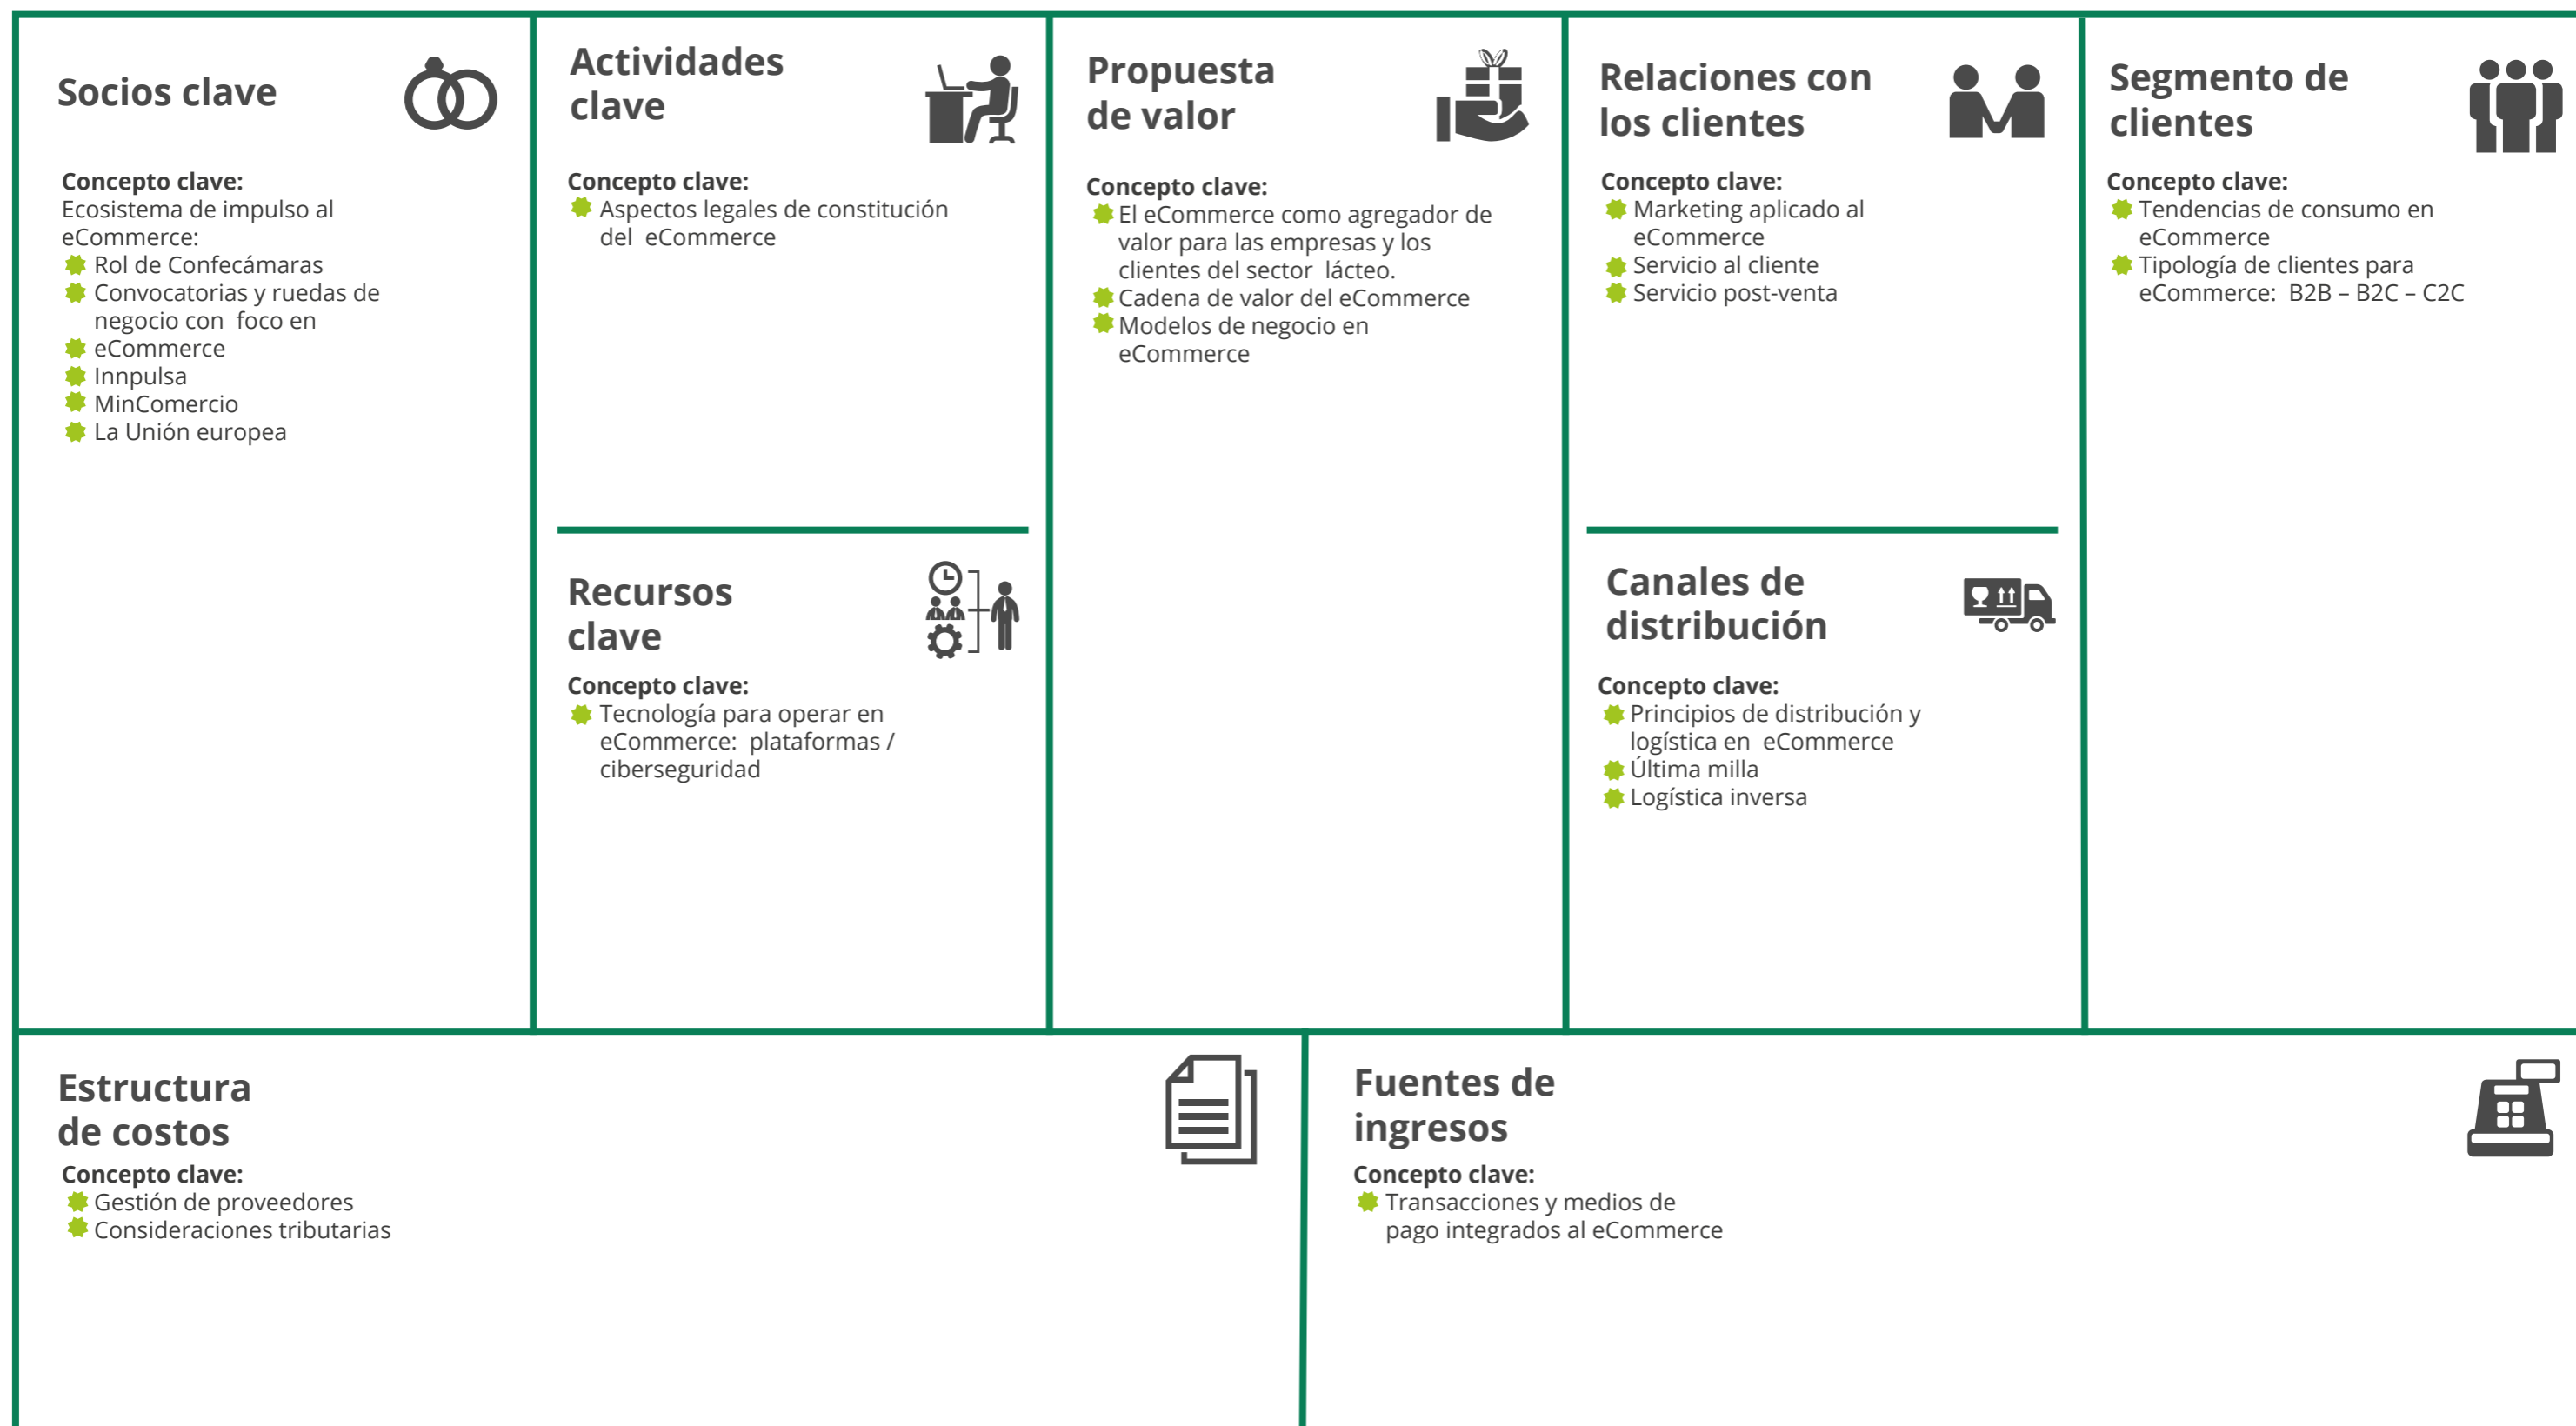 Socios clave
Concepto clave:
Ecosistema de impulso al
eCommerce:
Rol de Confecámaras
Convocatorias y ruedas de
negocio con foco en
eCommerce
Innpulsa
MinComercio
La Unión europea
Actividades
clave
Concepto clave:
Aspectos legales de constitución
del eCommerce
Recursos
clave
Concepto clave:
Tecnología para operar en
eCommerce: plataformas /
ciberseguridad
Propuesta
de valor
Concepto clave:
El eCommerce como agregador de
valor para las empresas y los
clientes del sector lácteo.
Cadena de valor del eCommerce
Modelos de negocio en
eCommerce
Relaciones con
los clientes
Concepto clave:
Marketing aplicado al
eCommerce
Servicio al cliente
Servicio post-venta
Canales de
distribución
Concepto clave:
Principios de distribución y
logística en eCommerce
Última milla
Logística inversa
Segmento de
clientes
Concepto clave:
Tendencias de consumo en
eCommerce
Tipología de clientes para
eCommerce: B2B – B2C – C2C
Estructura
de costos
Concepto clave:
Gestión de proveedores
Consideraciones tributarias
Fuentes de
ingresos
Concepto clave:
Transacciones y medios de
pago integrados al eCommerce